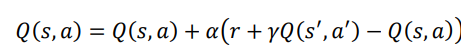 Q(s, a) = Q(s, a) + α(r + γQ(s′, a′) − Q(s, a))